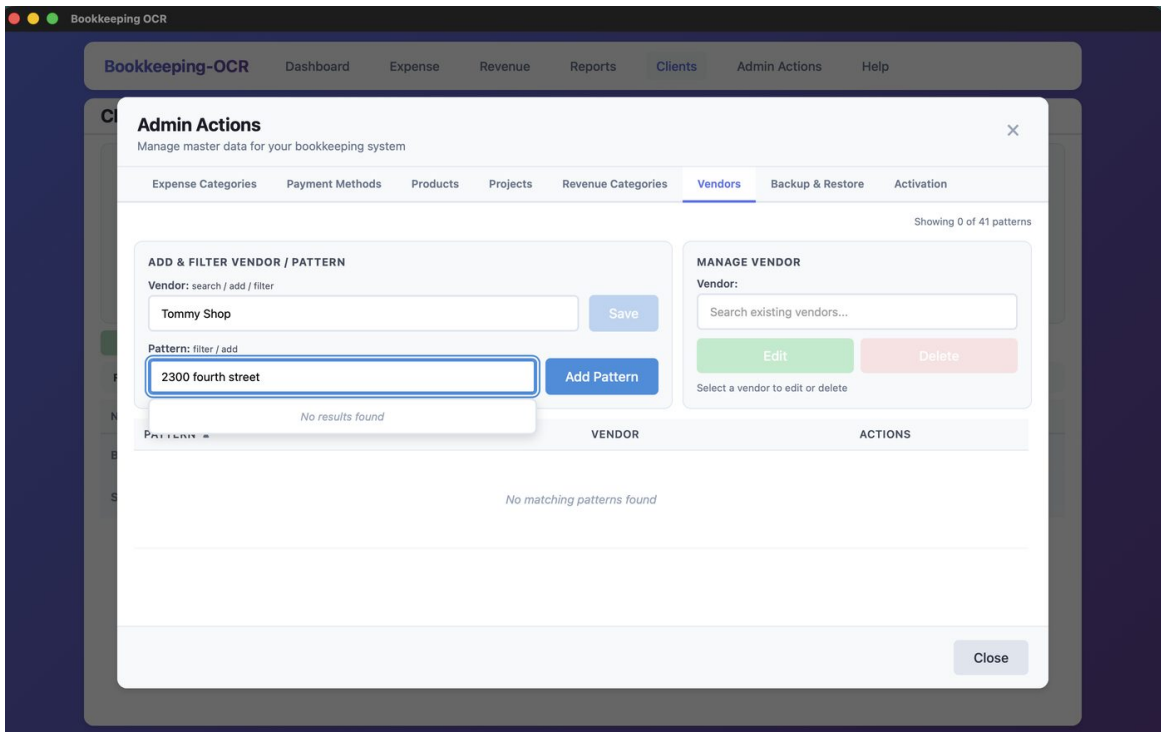 Bookkeeping OCR
Bookkeeping-OCR Dashboard Expense Revenue Reports Clients Admin Actions Help
Admin Actions
Manage master data for your bookkeeping system
Expense Categories Payment Methods Products Projects Revenue Categories Vendors Backup & Restore Activation
Showing 0 of 41 patterns
ADD & FILTER VENDOR / PATTERN
Vendor: search / add / filter
Tommy Shop
Save
Pattern: filter / add
2300 fourth street
Add Pattern
No results found
MANAGE VENDOR
Vendor:
Search existing vendors...
Edit Delete
Select a vendor to edit or delete
PATTERN VENDOR ACTIONS
No matching patterns found
Close